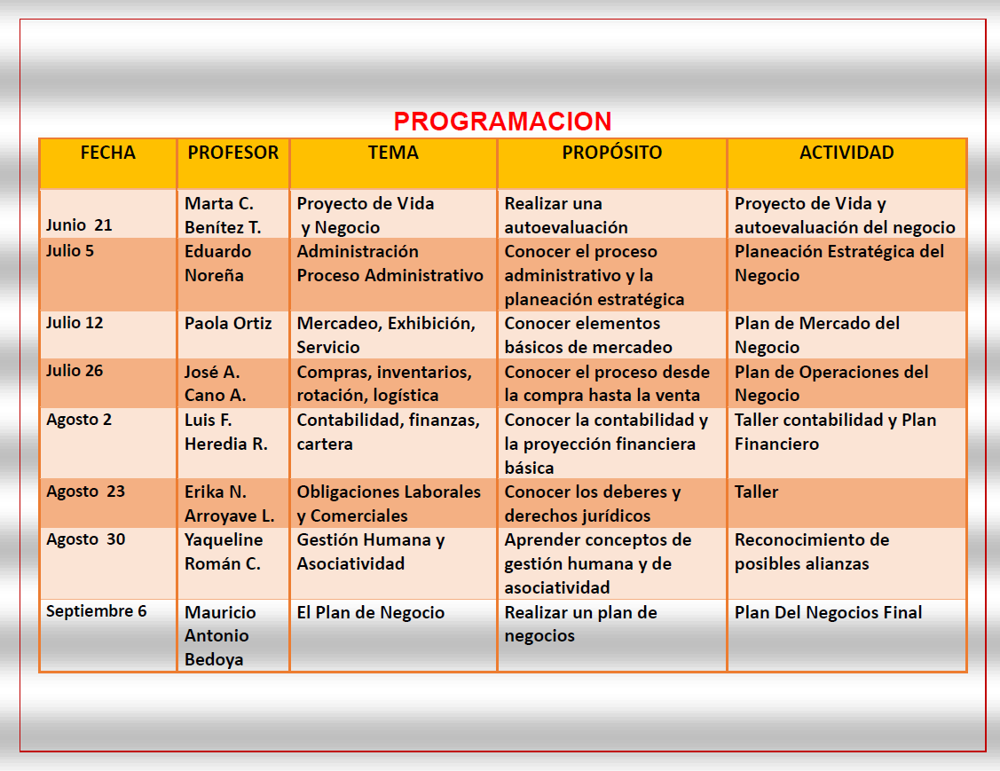 PROGRAMACION
FECHA PROFESOR TEMA PROPÓSITO ACTIVIDAD
Junio 21
Marta C.
Benítez T.
Proyecto de Vida
y Negocio
Realizar una
autoevaluación
Proyecto de Vida y
autoevaluación del negocio
Julio 5
Eduardo
Noreña
Administración
Proceso Administrativo
Conocer el proceso
administrativo y la
planeación estratégica
Planeación Estratégica del
Negocio
Julio 12
Paola Ortiz
Mercadeo, Exhibición,
Servicio
Conocer elementos
básicos de mercadeo
Plan de Mercado del
Negocio
Julio 26
José A.
Cano A.
Compras, inventarios,
rotación, logística
Conocer el proceso desde
la compra hasta la venta
Plan de Operaciones del
Negocio
Agosto 2
Luis F.
Heredia R.
Contabilidad, finanzas,
cartera
Conocer la contabilidad y
la proyección financiera
básica
Taller contabilidad y Plan
Financiero
Agosto 23
Erika N.
Arroyave L.
Obligaciones Laborales
y Comerciales
Conocer los deberes y
derechos jurídicos
Taller
Agosto 30
Yaqueline
Román C.
Gestión Humana y
Asociatividad
Aprender conceptos de
gestión humana y de
asociatividad
Reconocimiento de
posibles alianzas
Septiembre 6
Mauricio
Antonio
Bedoya
El Plan de Negocio
Realizar un plan de
negocios
Plan Del Negocios Final